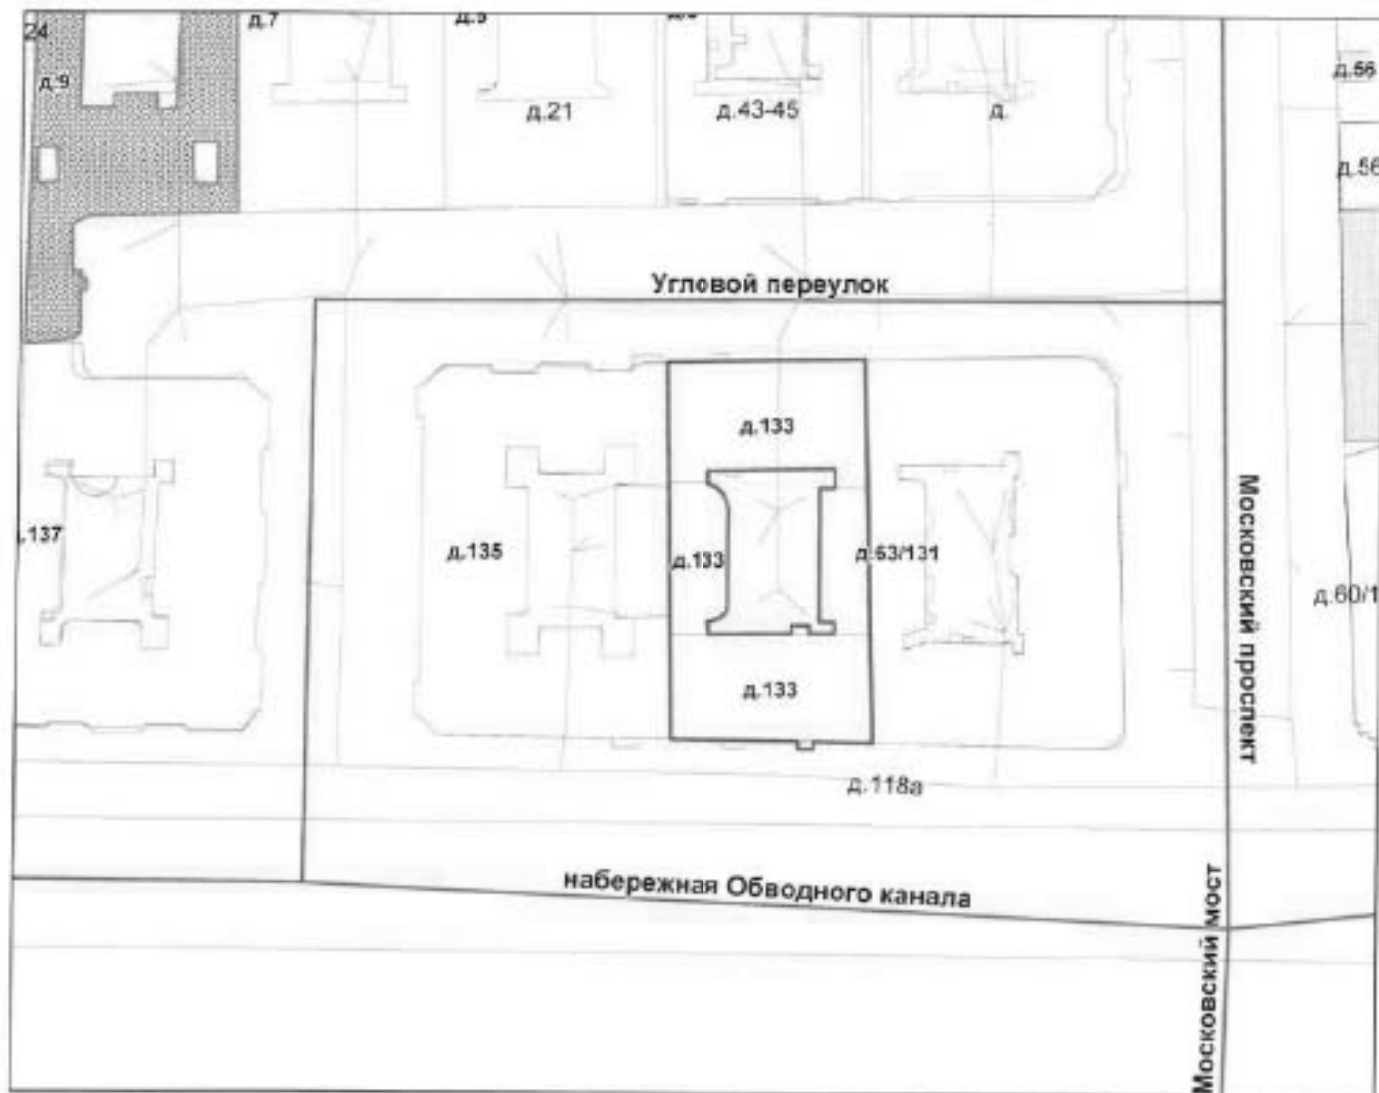 24
д.7
д.5
д.9
д.21
д.43-45
д.
д.56
д.56
Угловой переулок
д.133
д.137
д.135
д.133
д.63/131
Московский проспект
д.60/1
д.133
д.118а
набережная Обводного канала
Московский мост